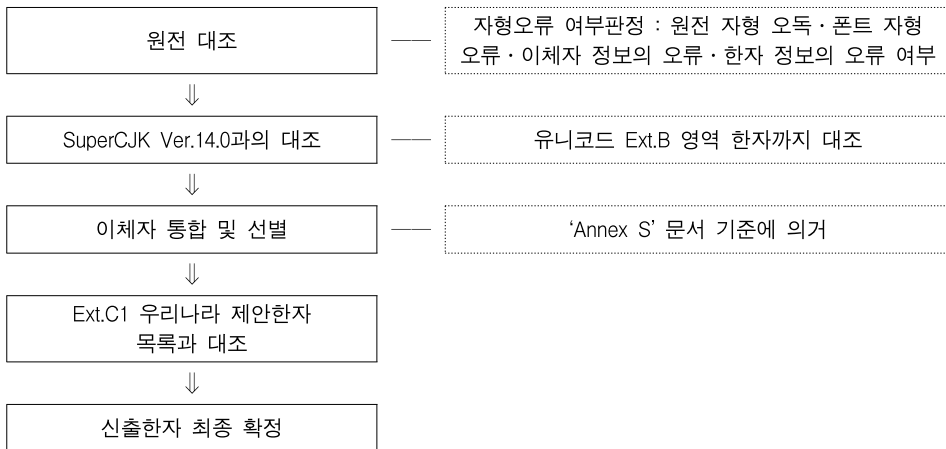 원전 대조
자형오류 여부판정 : 원전 자형 오독·폰트 자형
오류·이체자 정보의 오류·한자 정보의 오류 여부
⇓
SuperCJK Ver.14.0과의 대조
유니코드 Ext.B 영역 한자까지 대조
⇓
이체자 통합 및 선별
‘Annex S’ 문서 기준에 의거
⇓
Ext.C1 우리나라 제안한자
목록과 대조
⇓
신출한자 최종 확정